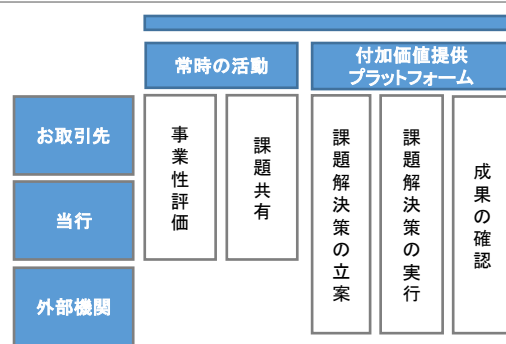 常時の活動
付加価値提供
プラットフォーム
お取引先
当行
外部機関
事業性評価
課題共有
課題解決策の立案
課題解決策の実行
成果の確認